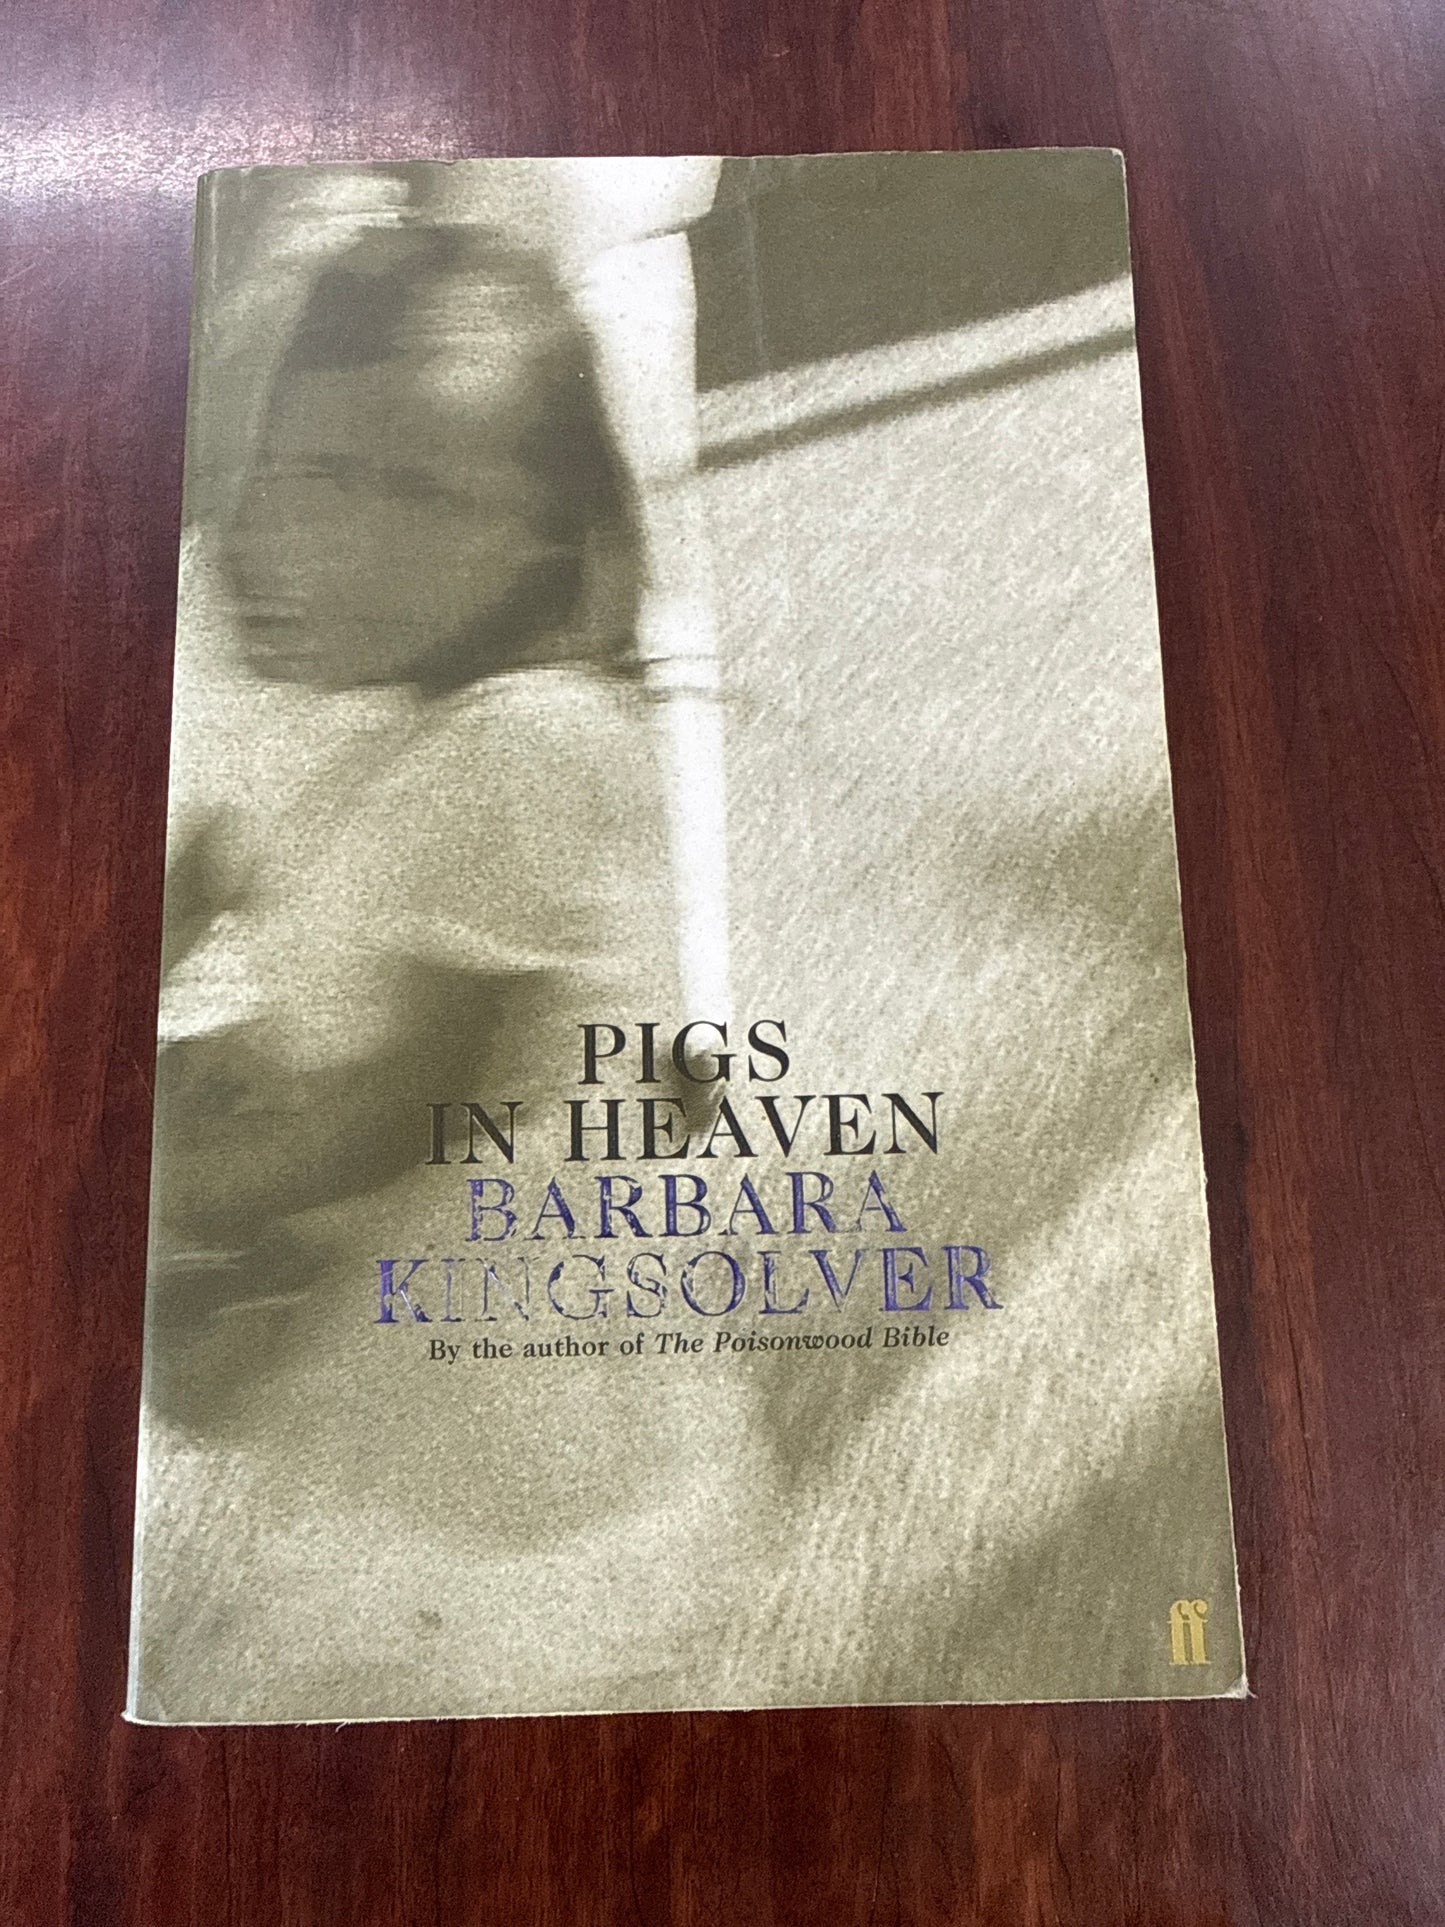 PIGS
IN HEAVEN
BARBARA
KINGSOLVER
By the author of The Poisonwood Bible
ff